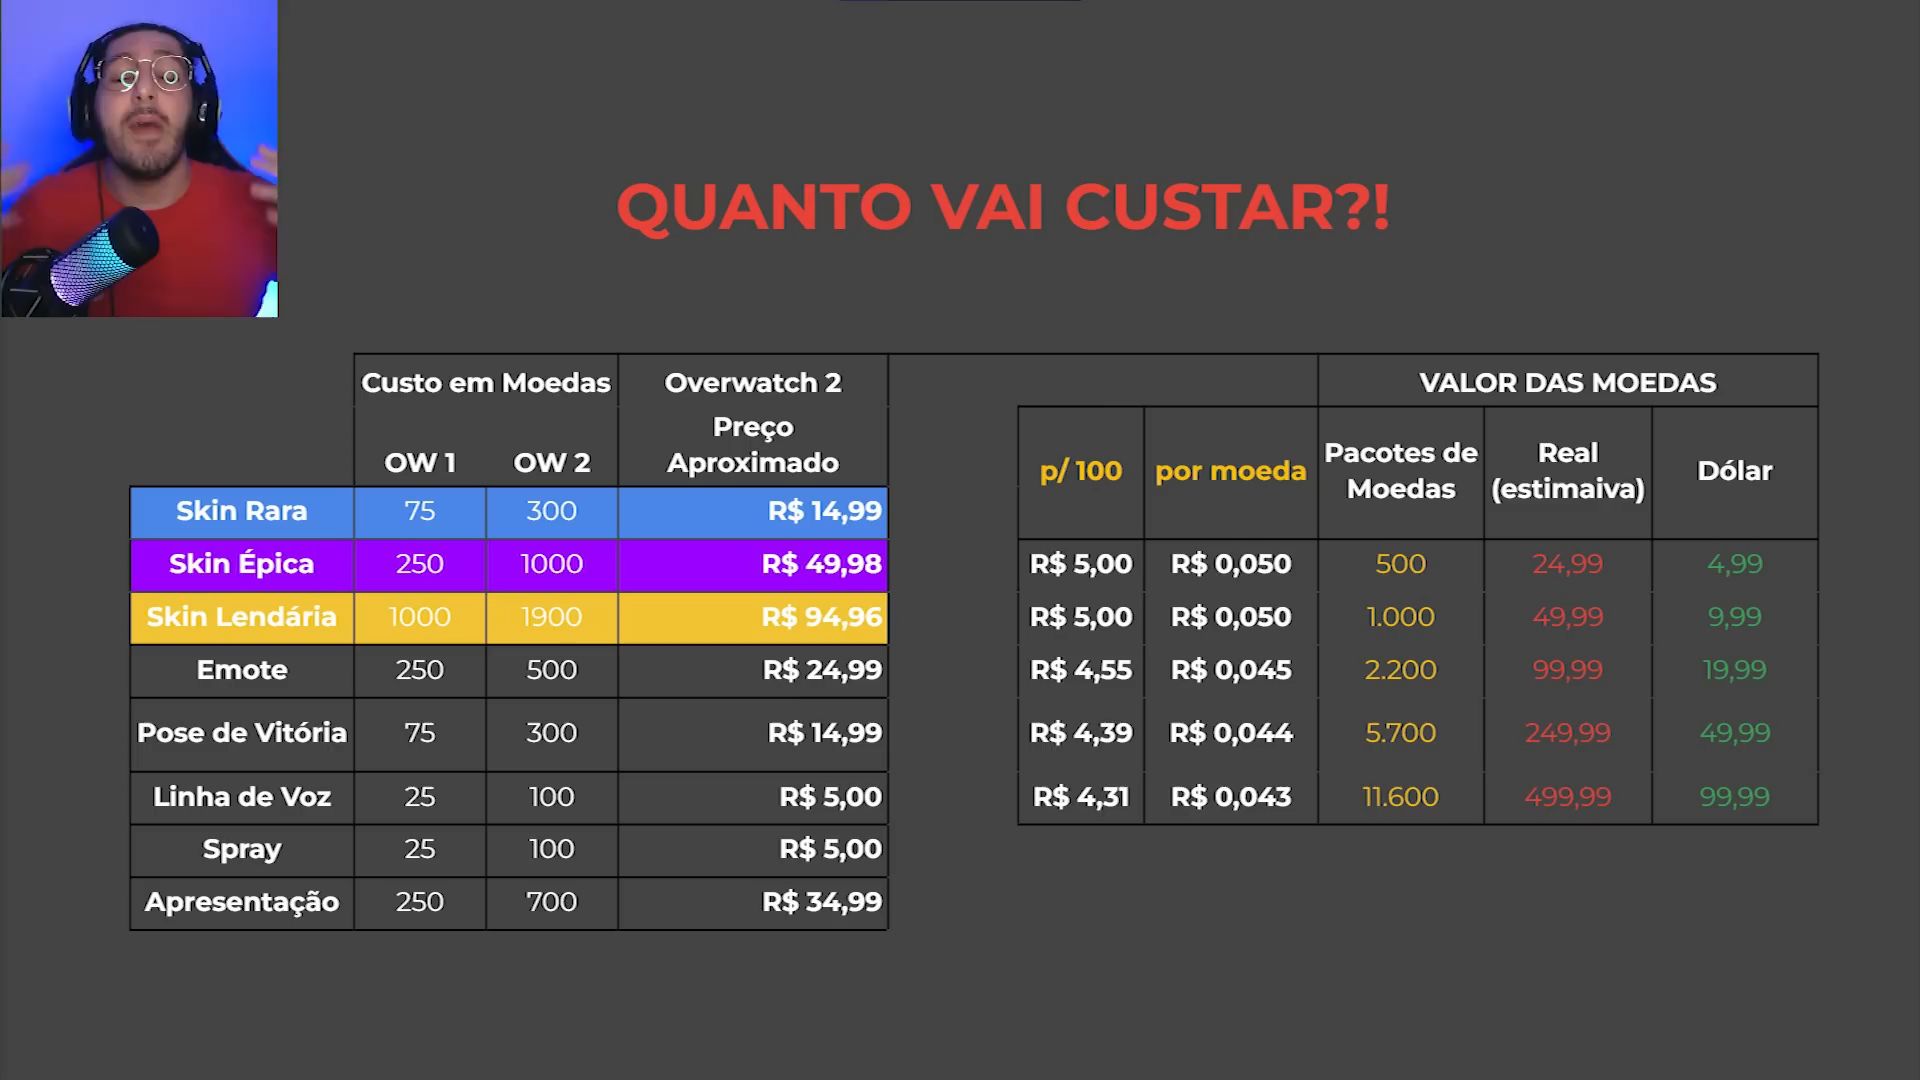 QUANTO VAI CUSTAR?!
Custo em Moedas Overwatch 2
OW 1 OW 2 Preço Aproximado
Skin Rara 75 300 R$ 14,99
Skin Épica 250 1000 R$ 49,98
Skin Lendária 1000 1900 R$ 94,96
Emote 250 500 R$ 24,99
Pose de Vitória 75 300 R$ 14,99
Linha de Voz 25 100 R$ 5,00
Spray 25 100 R$ 5,00
Apresentação 250 700 R$ 34,99
VALOR DAS MOEDAS
p/ 100 por moeda Pacotes de Moedas Real (estimaiva) Dólar
R$ 5,00 R$ 0,050 500 24,99 4,99
R$ 5,00 R$ 0,050 1.000 49,99 9,99
R$ 4,55 R$ 0,045 2.200 99,99 19,99
R$ 4,39 R$ 0,044 5.700 249,99 49,99
R$ 4,31 R$ 0,043 11.600 499,99 99,99